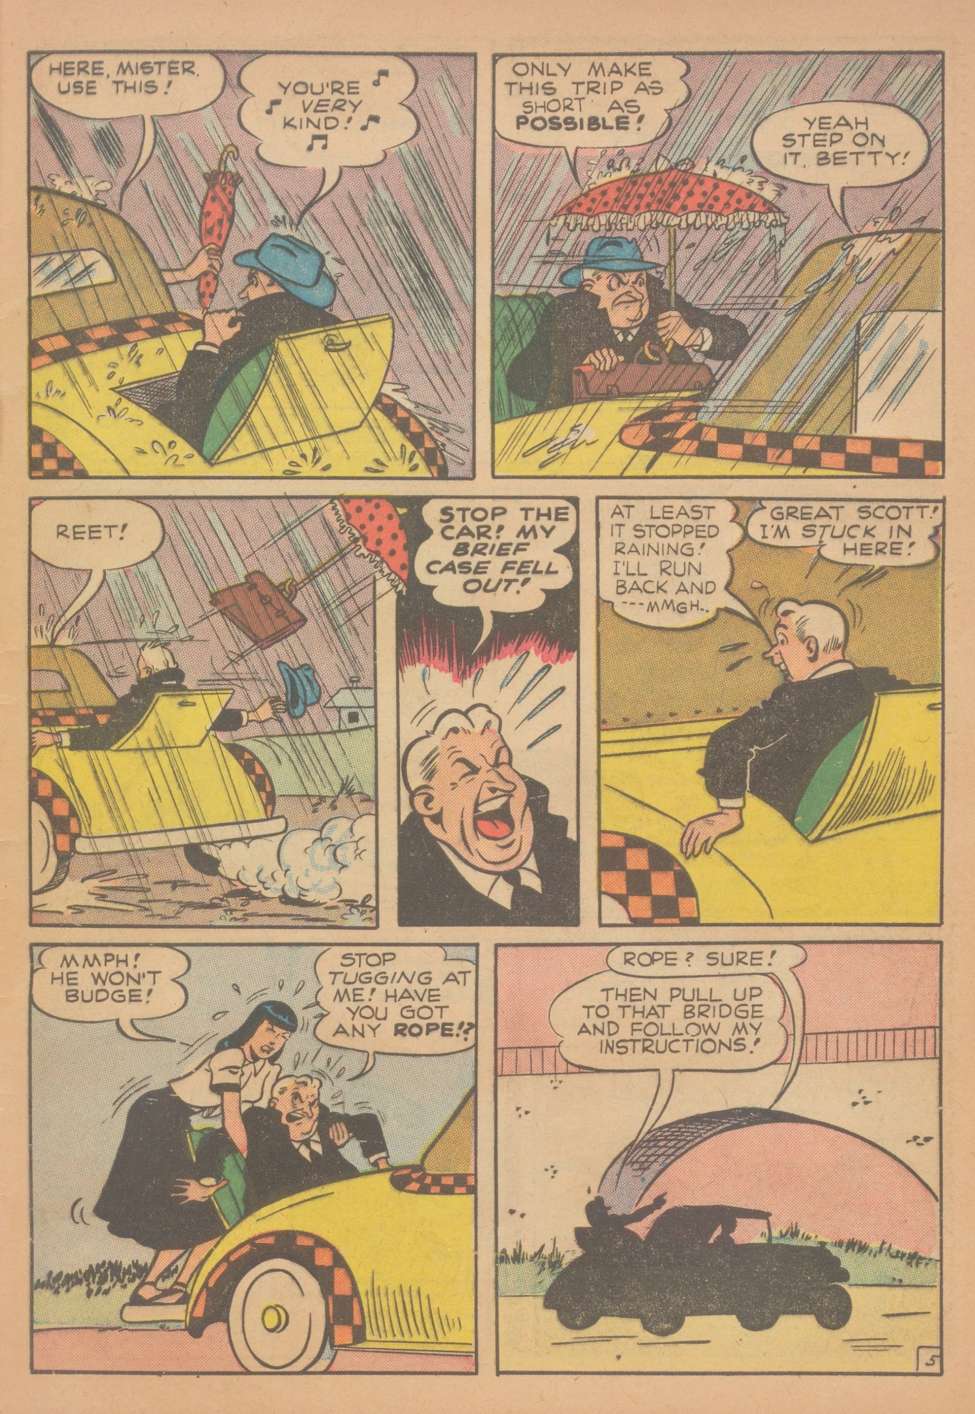 HERE, MISTER.
USE THIS!
YOU'RE
VERY
KIND!
ONLY MAKE
THIS TRIP AS
SHORT AS
POSSIBLE!
YEAH
STEP ON
IT, BETTY!
REET!
STOP THE
CAR! MY
BRIEF
CASE FELL
OUT!
AT LEAST
IT STOPPED
RAINING!
I'LL RUN
BACK AND
---MMGH..
GREAT SCOTT!
I'M STUCK IN
HERE!
MMPH!
HE WON'T
BUDGE!
STOP
TUGGING AT
ME! HAVE
YOU GOT
ANY ROPE!?
ROPE? SURE!
THEN PULL UP
TO THAT BRIDGE
AND FOLLOW MY
INSTRUCTIONS!
5